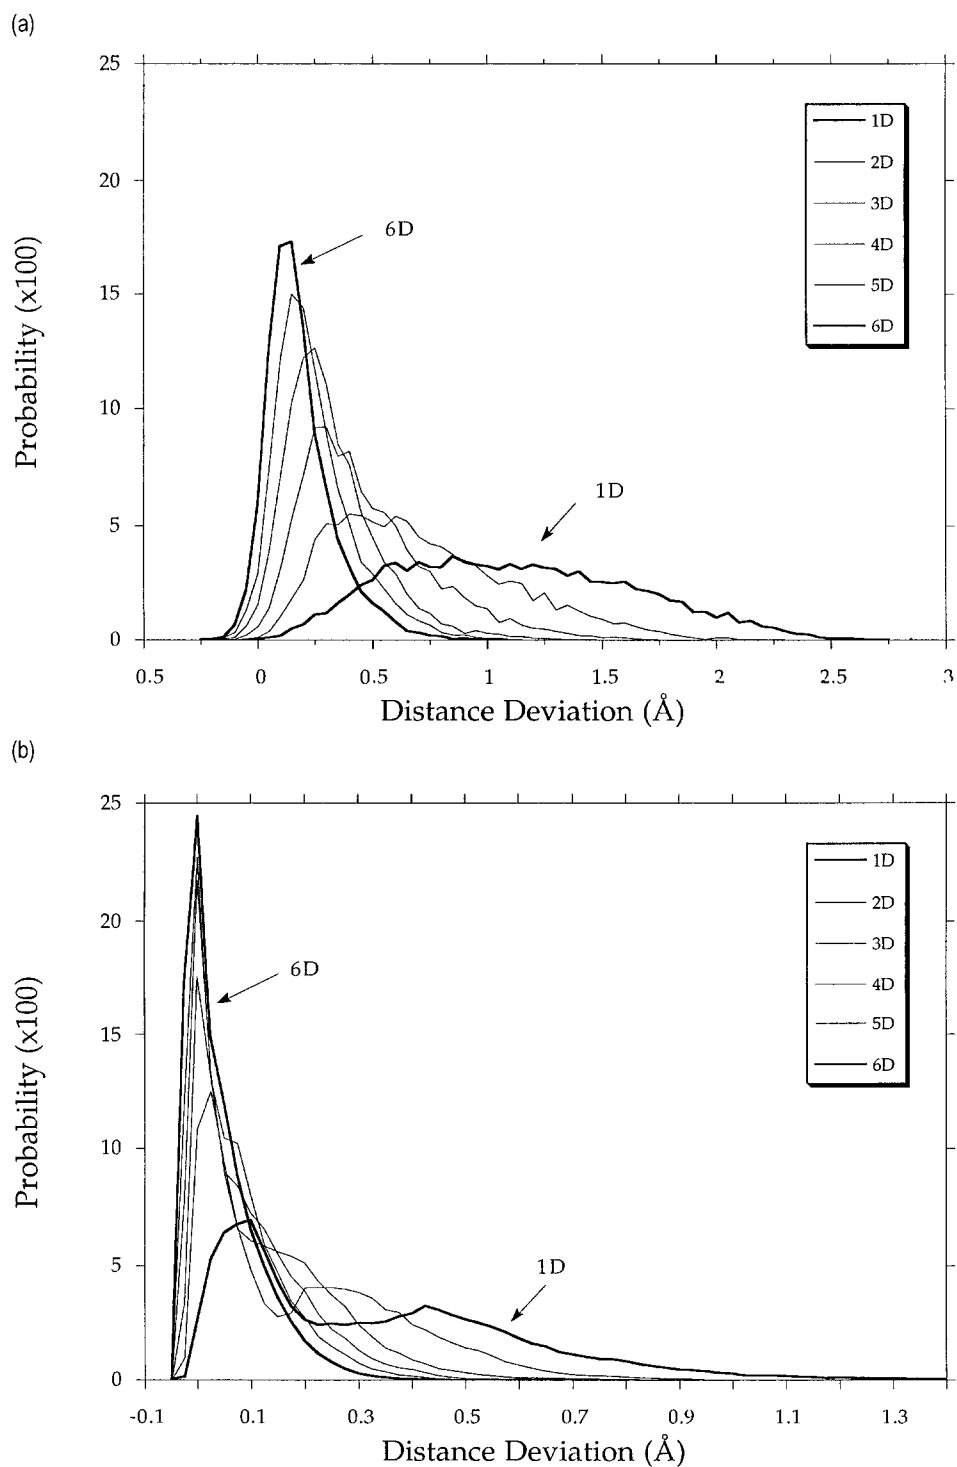 (a)
25
20
15
10
5
0
Probability (x100)
6D
1D
1D
2D
3D
4D
5D
6D
0.5 0 0.5 1 1.5 2 2.5 3
Distance Deviation (Å)
(b)
25
20
15
10
5
0
Probability (x100)
6D
1D
1D
2D
3D
4D
5D
6D
-0.1 0.1 0.3 0.5 0.7 0.9 1.1 1.3
Distance Deviation (Å)